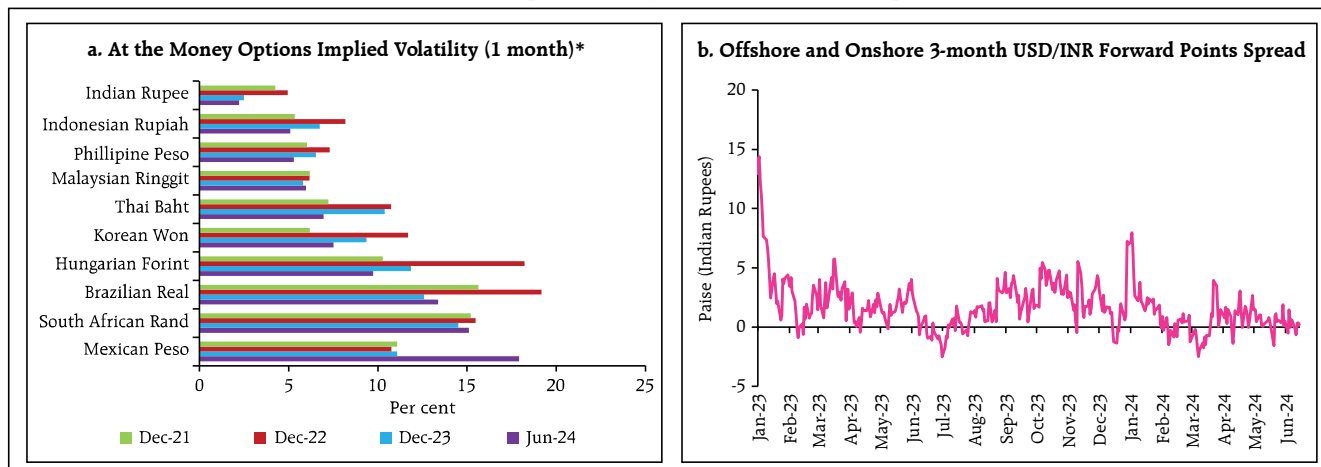 a. At the Money Options Implied Volatility (1 month)*
Indian Rupee
Indonesian Rupiah
Phillipine Peso
Malaysian Ringgit
Thai Baht
Korean Won
Hungarian Forint
Brazilian Real
South African Rand
Mexican Peso
0 5 10 15 20 25
Per cent
Dec-21 Dec-22 Dec-23 Jun-24
b. Offshore and Onshore 3-month USD/INR Forward Points Spread
Paise (Indian Rupees)
20
15
10
5
0
-5
Jan-23
Feb-23
Mar-23
Apr-23
May-23
Jun-23
Jul-23
Aug-23
Sep-23
Oct-23
Nov-23
Dec-23
Jan-24
Feb-24
Mar-24
Apr-24
May-24
Jun-24